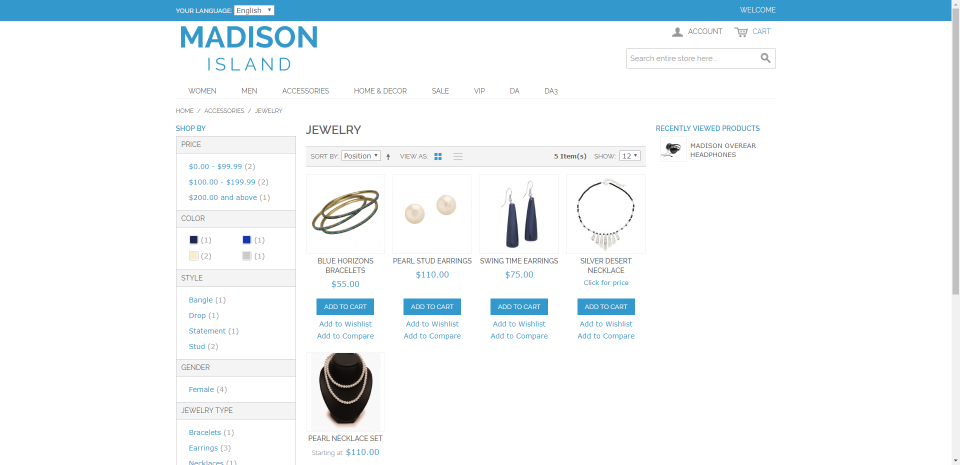 YOUR LANGUAGE: English
WELCOME
MADISON
ISLAND
ACCOUNT
CART
Search entire store here...
WOMEN MEN ACCESSORIES HOME & DECOR SALE VIP DA DA3
HOME / ACCESSORIES / JEWELRY
SHOP BY
PRICE
$0.00 - $99.99 (2)
$100.00 - $199.99 (2)
$200.00 and above (1)
COLOR
(1) (1)
(2) (1)
STYLE
Bangle (1)
Drop (1)
Statement (1)
Stud (2)
GENDER
Female (4)
JEWELRY TYPE
Bracelets (1)
Earrings (3)
Necklaces (1)
JEWELRY
SORT BY: Position VIEW AS: 5 Item(s) SHOW: 12
BLUE HORIZONS
BRACELETS
$55.00
ADD TO CART
Add to Wishlist
Add to Compare
PEARL STUD EARRINGS
$110.00
ADD TO CART
Add to Wishlist
Add to Compare
SWING TIME EARRINGS
$75.00
ADD TO CART
Add to Wishlist
Add to Compare
SILVER DESERT
NECKLACE
Click for price
ADD TO CART
Add to Wishlist
Add to Compare
PEARL NECKLACE SET
Starting at: $110.00
RECENTLY VIEWED PRODUCTS
MADISON OVEREAR
HEADPHONES